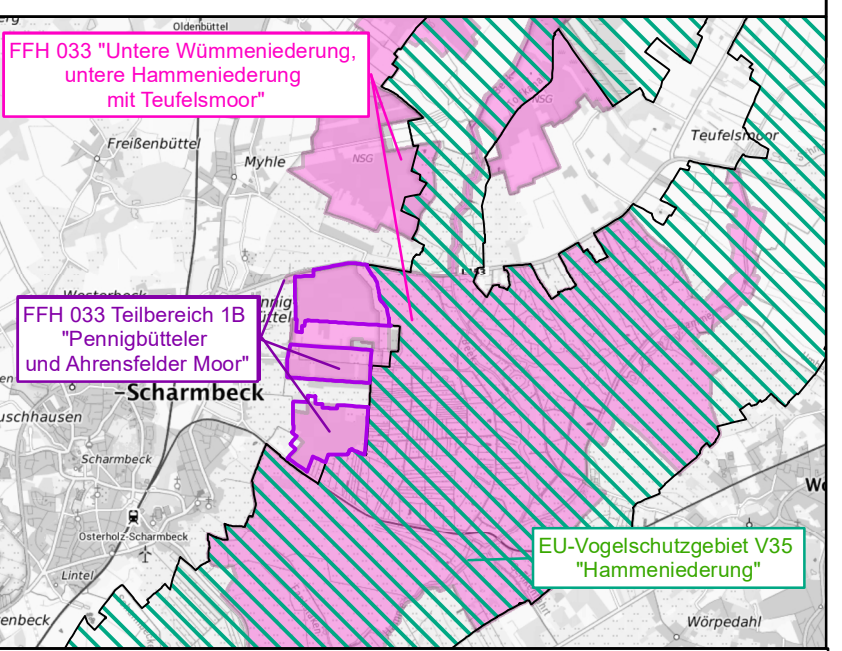 Oldenbüttel
FFH 033 "Untere Wümmeniederung,
untere Hammeniederung
mit Teufelsmoor"
NSG
Teufelsmoor
Freißenbüttel
Myhle
NSG
FFH 033 Teilbereich 1B
"Pennigbütteler
und Ahrensfelder Moor"
-Scharmbeck
Scharmbeck
Osterholz-Scharmbeck
EU-Vogelschutzgebiet V35
"Hammeniederung"
Lintel
Wörpedahl